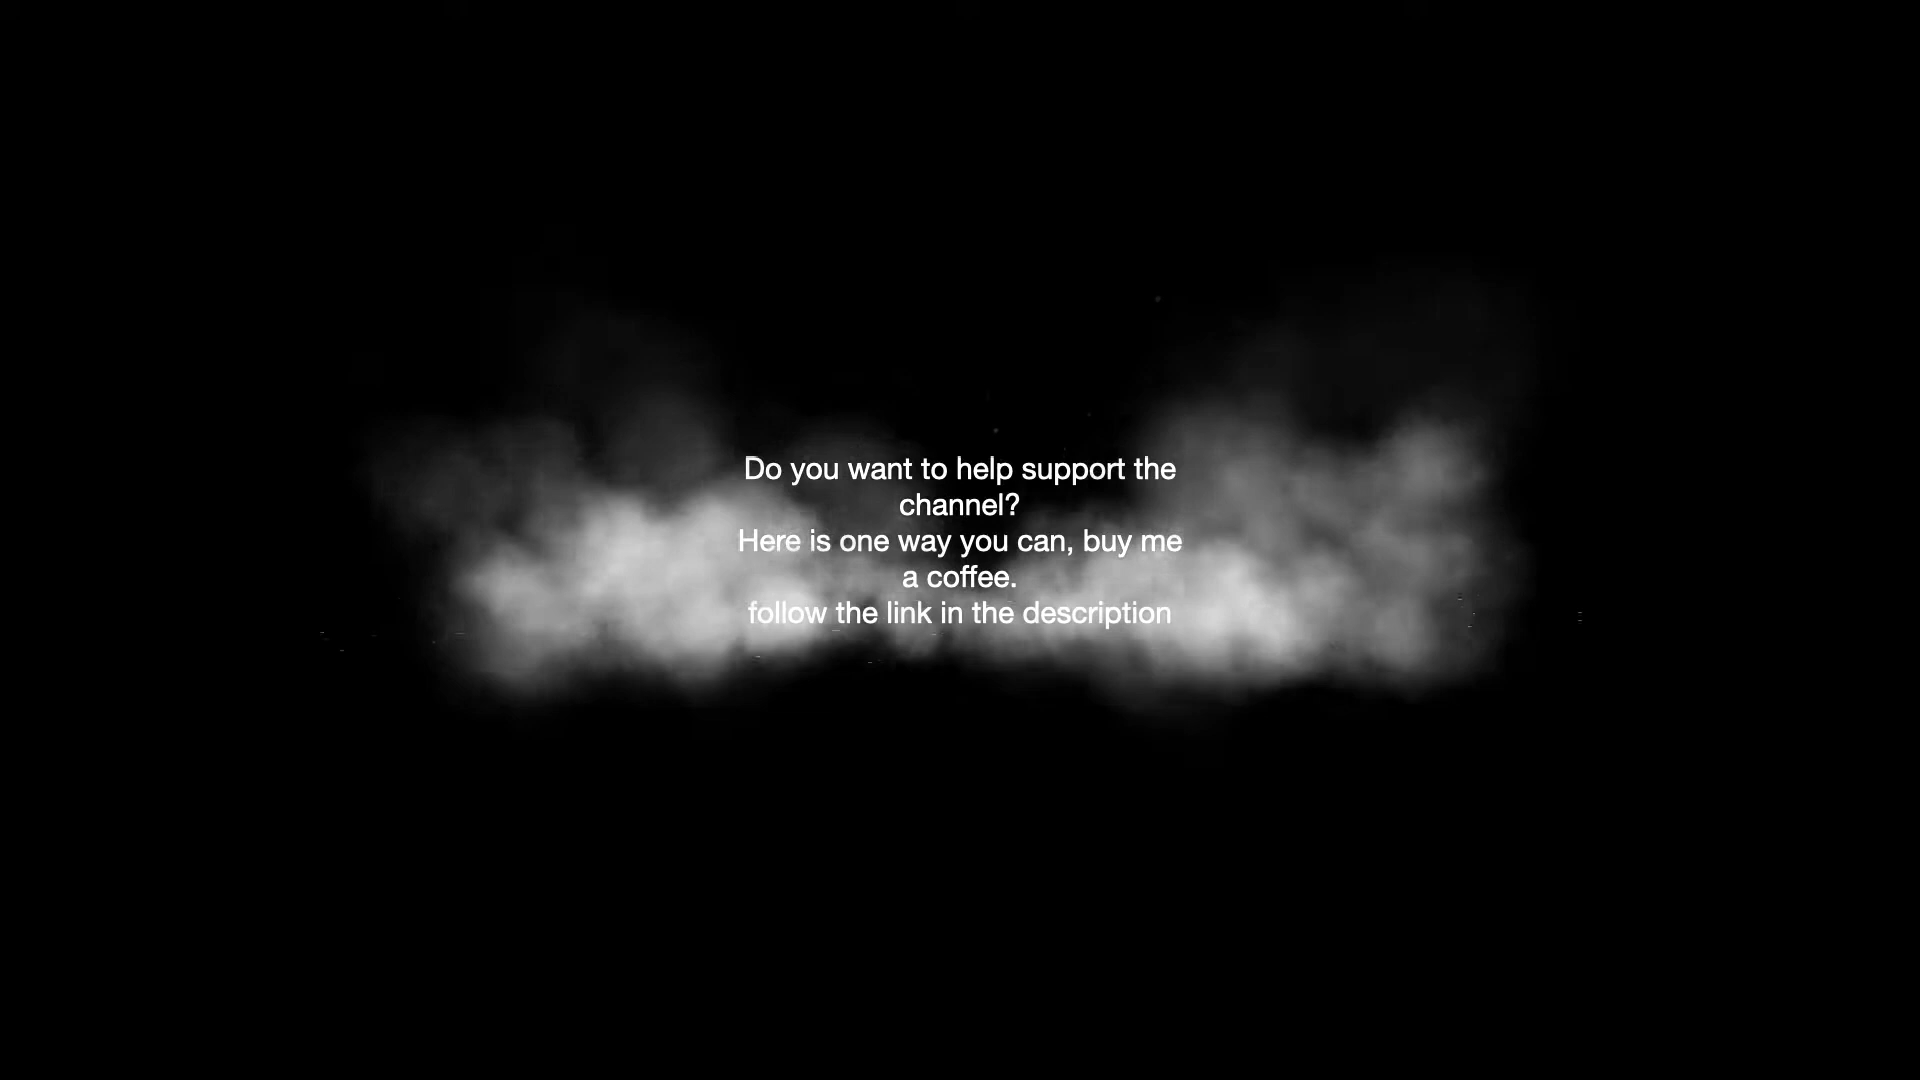 Do you want to help support the
channel?
Here is one way you can, buy me
a coffee.
follow the link in the description